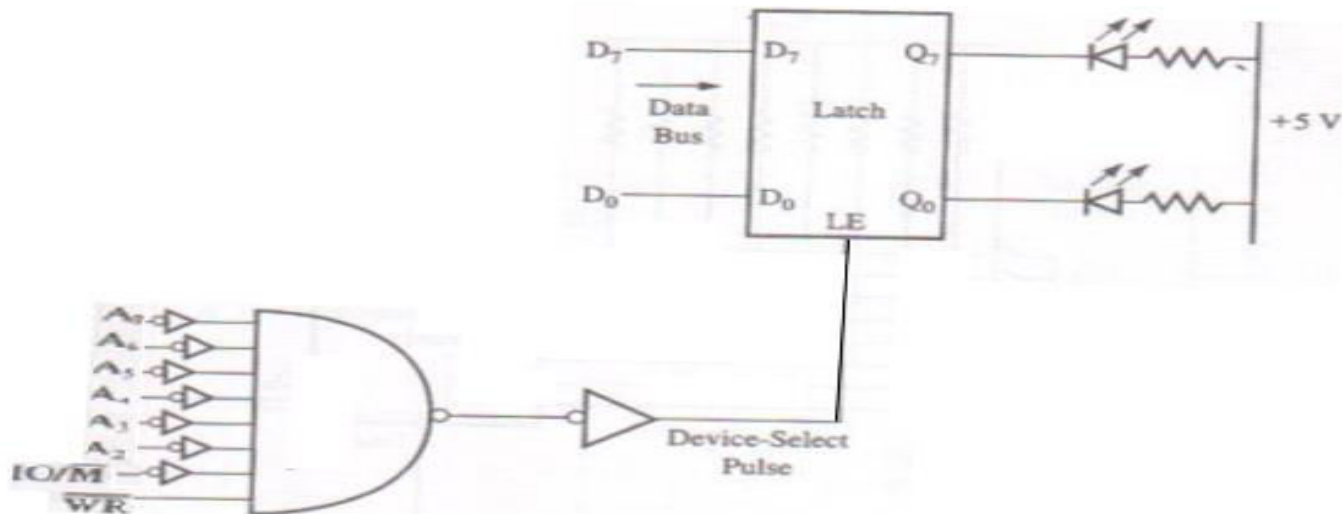 D₇ D₇ Q₇
Data
Bus
Latch
+5 V
D₀ D₀ Q₀
LE
A₆
A₅
A₄
A₃
A₂
IO/M̅
W̅R̅
Device-Select
Pulse